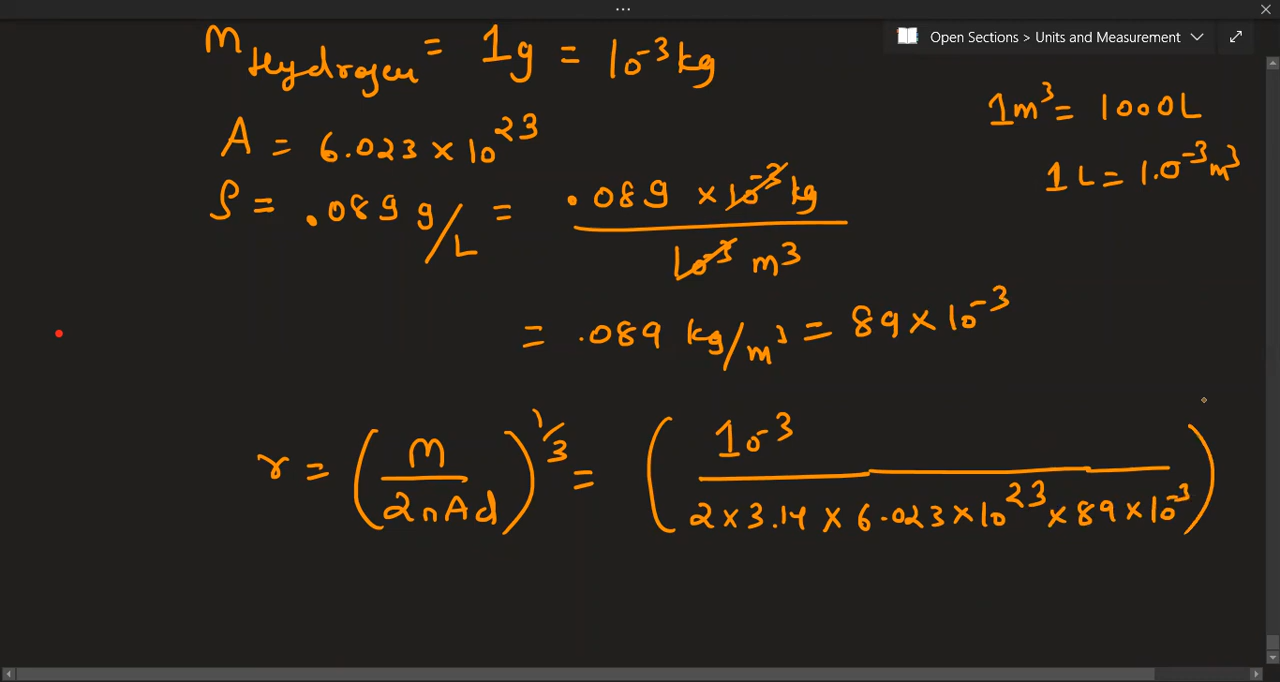 Open Sections > Units and Measurement
m Hydrogen = 1g = 10⁻³ kg
1m³ = 1000L
A = 6.023 × 10²³
1 L = 10⁻³ m³
ρ = .089 g/L = .089 × 10⁻³ kg / 10⁻³ m³
= .089 kg/m³ = 89 × 10⁻³
r = (m / 2πAd)^1/3 = (10⁻³ / 2 × 3.14 × 6.023 × 10²³ × 89 × 10⁻³)